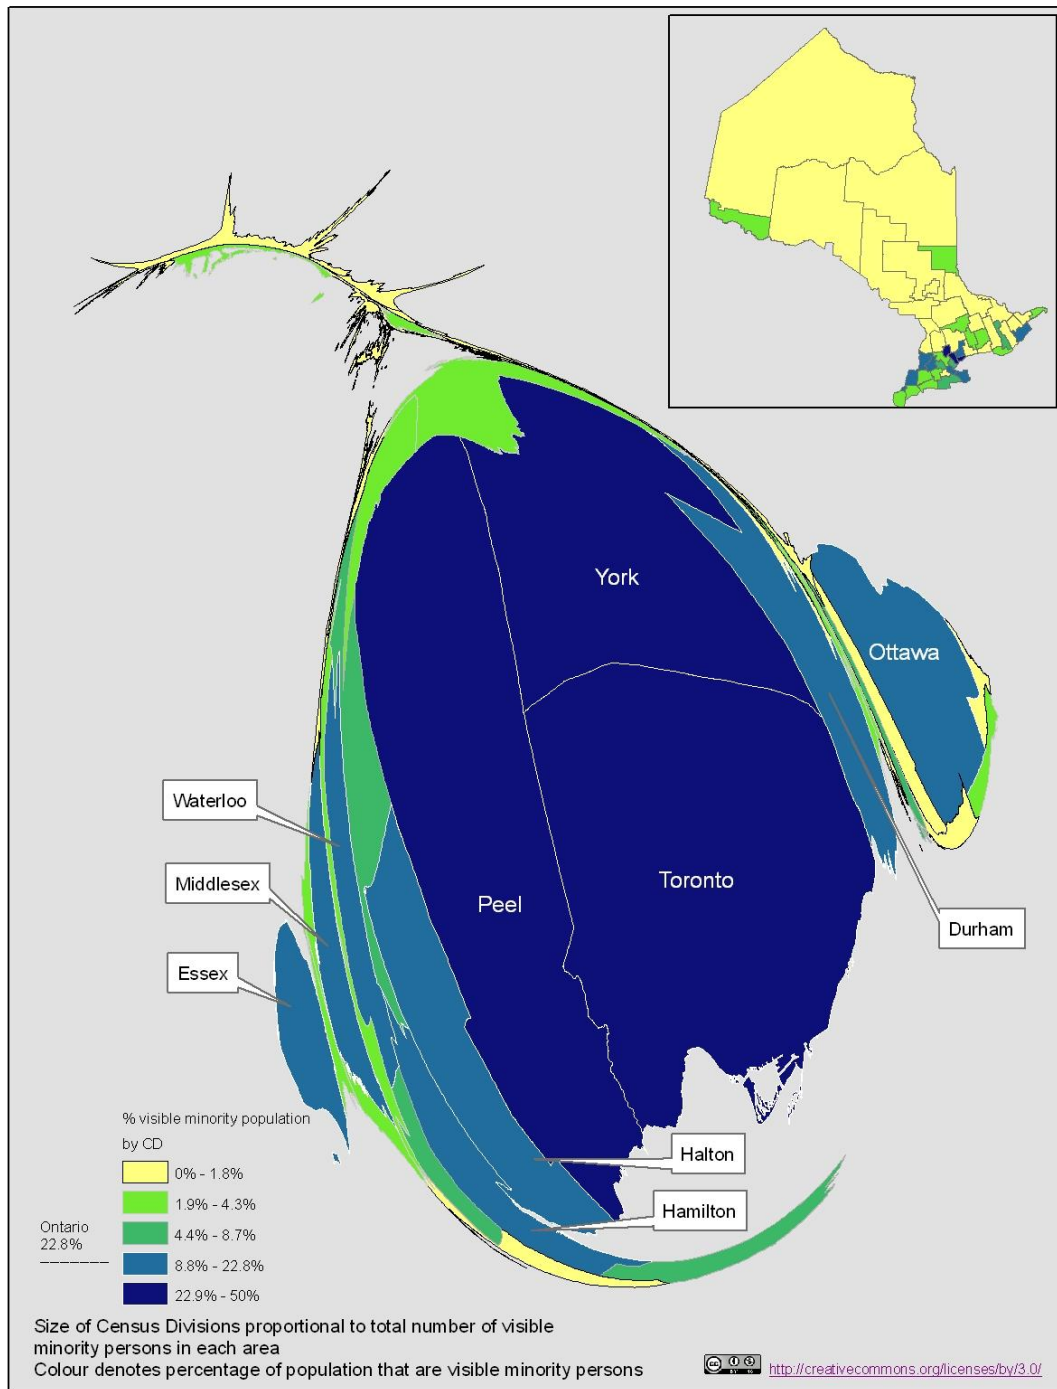 York
Ottawa
Waterloo
Middlesex
Peel
Toronto
Durham
Essex
Halton
Hamilton
% visible minority population
by CD
0% - 1.8%
1.9% - 4.3%
4.4% - 8.7%
8.8% - 22.8%
22.9% - 50%
Ontario
22.8%
Size of Census Divisions proportional to total number of visible
minority persons in each area
Colour denotes percentage of population that are visible minority persons
cc
http://creativecommons.org/licenses/by/3.0/